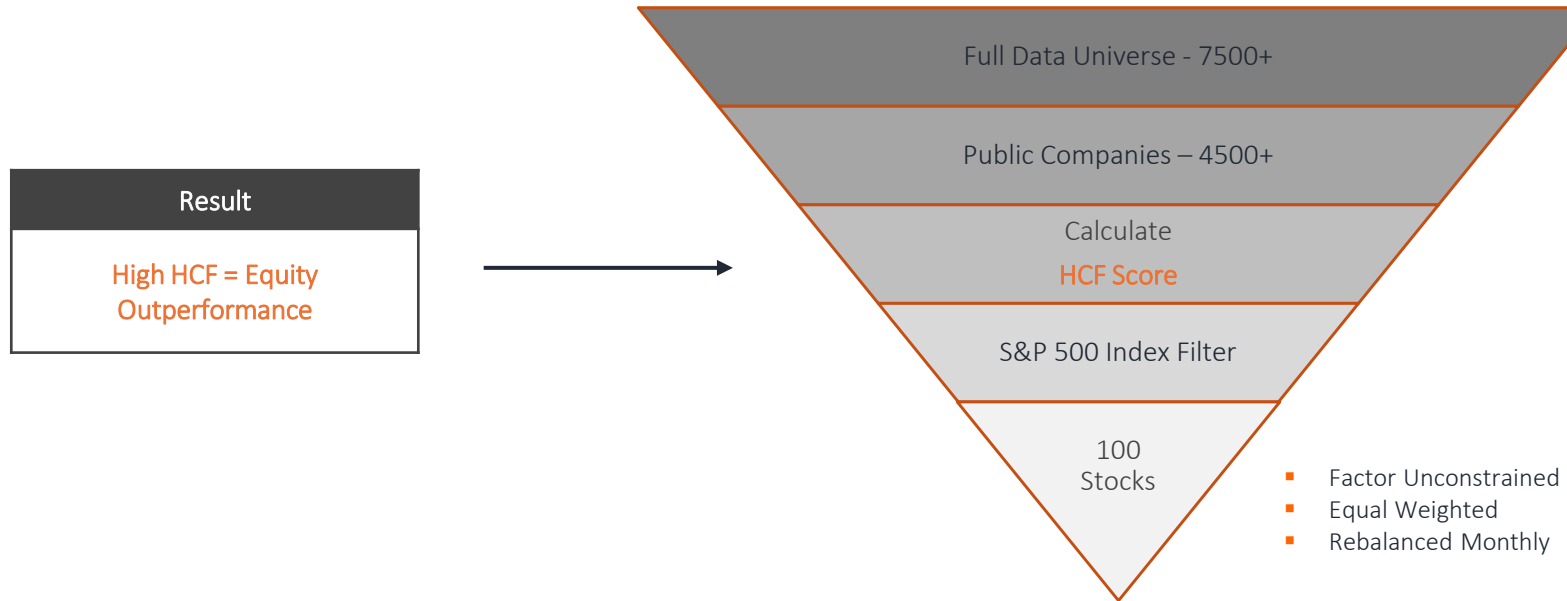 Result
High HCF = Equity
Outperformance
Full Data Universe - 7500+
Public Companies – 4500+
Calculate
HCF Score
S&P 500 Index Filter
100
Stocks
▪ Factor Unconstrained
▪ Equal Weighted
▪ Rebalanced Monthly